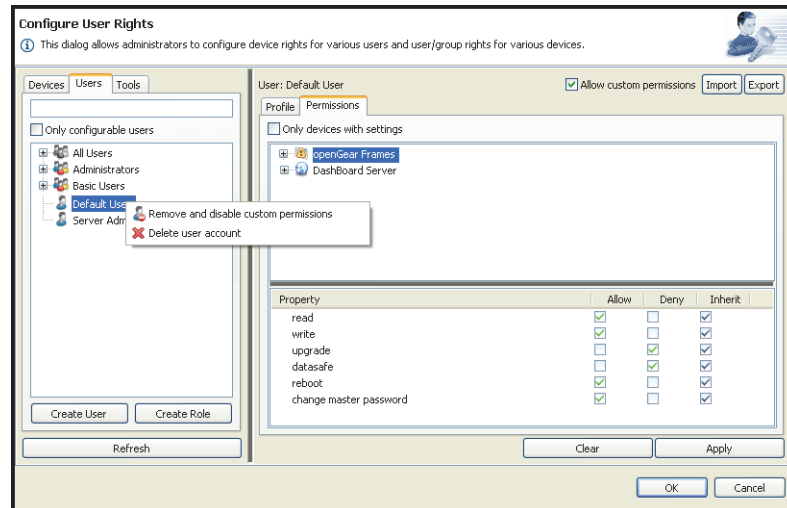 Configure User Rights
This dialog allows administrators to configure device rights for various users and user/group rights for various devices.
Devices Users Tools
Only configurable users
All Users
Administrators
Basic Users
Default User
Server Adm
Remove and disable custom permissions
Delete user account
Create User Create Role
Refresh
User: Default User Allow custom permissions Import Export
Profile Permissions
Only devices with settings
openGear Frames
DashBoard Server
Property Allow Deny Inherit
read
write
upgrade
datasafe
reboot
change master password
Clear Apply
OK Cancel